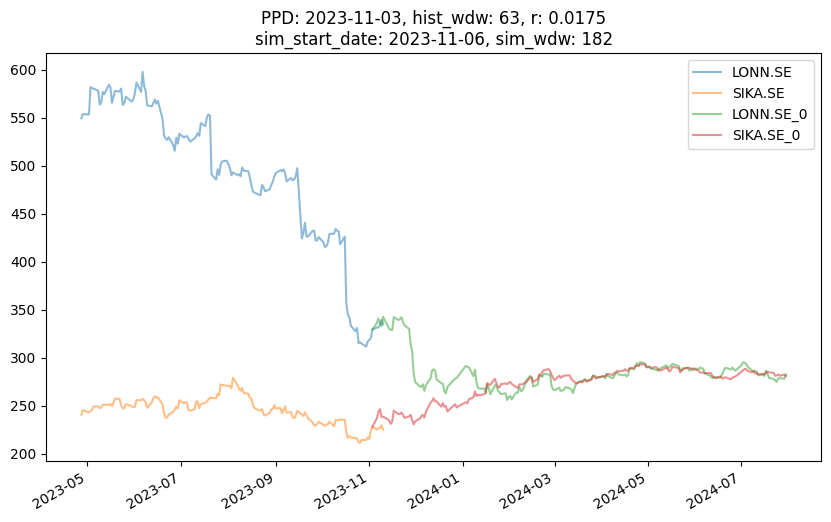 PPD: 2023-11-03, hist_wdw: 63, r: 0.0175
sim_start_date: 2023-11-06, sim_wdw: 182
LONN.SE
SIKA.SE
LONN.SE_0
SIKA.SE_0
600
550
500
450
400
350
300
250
200
2023-05
2023-07
2023-09
2023-11
2024-01
2024-03
2024-05
2024-07